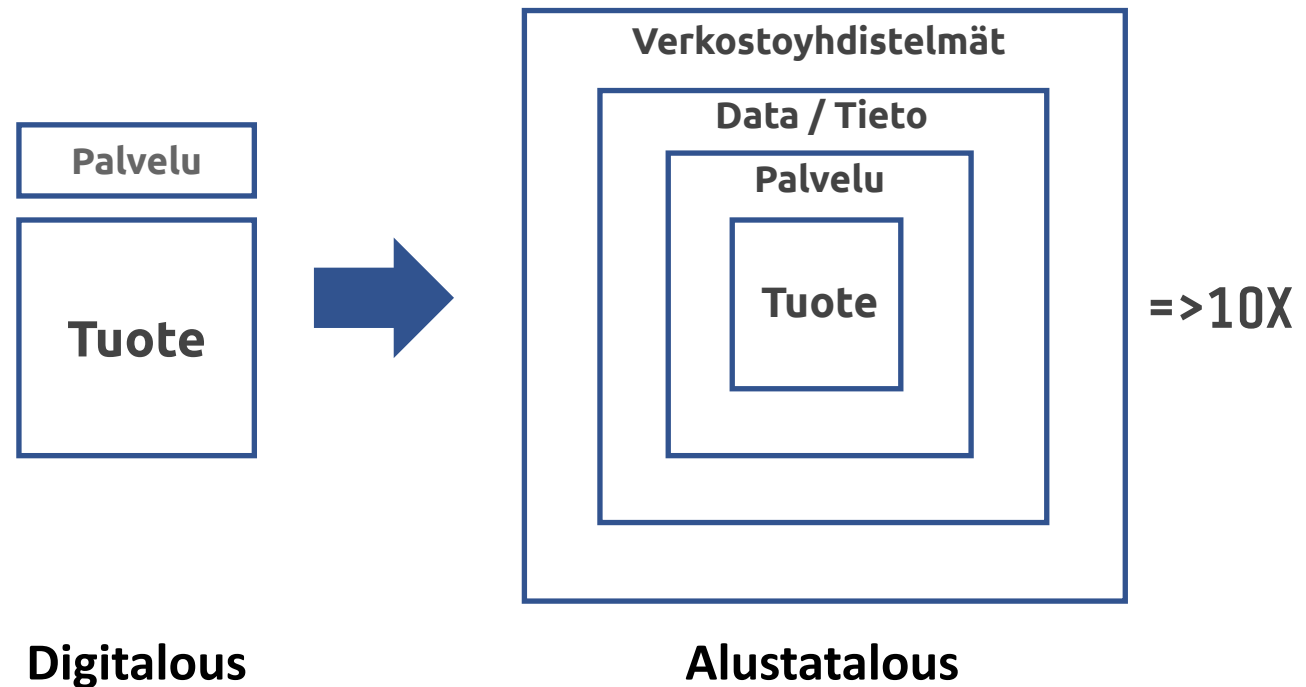 Palvelu
Tuote
Verkostoyhdistelmät
Data / Tieto
Palvelu
Tuote
=>10X
Digitalous
Alustatalous